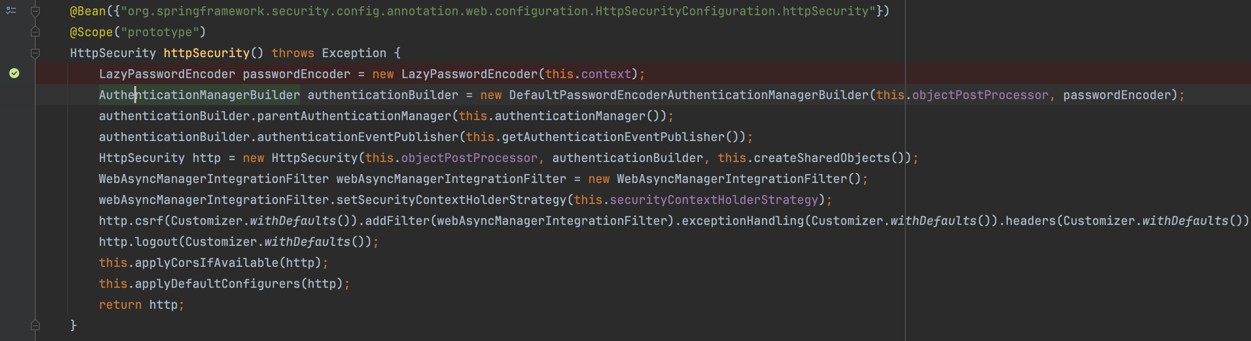 @Bean({"org.springframework.security.config.annotation.web.configuration.HttpSecurityConfiguration.httpSecurity"})
@Scope("prototype")
HttpSecurity httpSecurity() throws Exception {
    LazyPasswordEncoder passwordEncoder = new LazyPasswordEncoder(this.context);
    AuthenticationManagerBuilder authenticationBuilder = new DefaultPasswordEncoderAuthenticationManagerBuilder(this.objectPostProcessor, passwordEncoder);
    authenticationBuilder.parentAuthenticationManager(this.authenticationManager());
    authenticationBuilder.authenticationEventPublisher(this.getAuthenticationEventPublisher());
    HttpSecurity http = new HttpSecurity(this.objectPostProcessor, authenticationBuilder, this.createSharedObjects());
    WebAsyncManagerIntegrationFilter webAsyncManagerIntegrationFilter = new WebAsyncManagerIntegrationFilter();
    webAsyncManagerIntegrationFilter.setSecurityContextHolderStrategy(this.securityContextHolderStrategy);
    http.csrf(Customizer.withDefaults()).addFilter(webAsyncManagerIntegrationFilter).exceptionHandling(Customizer.withDefaults()).headers(Customizer.withDefaults())
    http.logout(Customizer.withDefaults());
    this.applyCorsIfAvailable(http);
    this.applyDefaultConfigurers(http);
    return http;
}